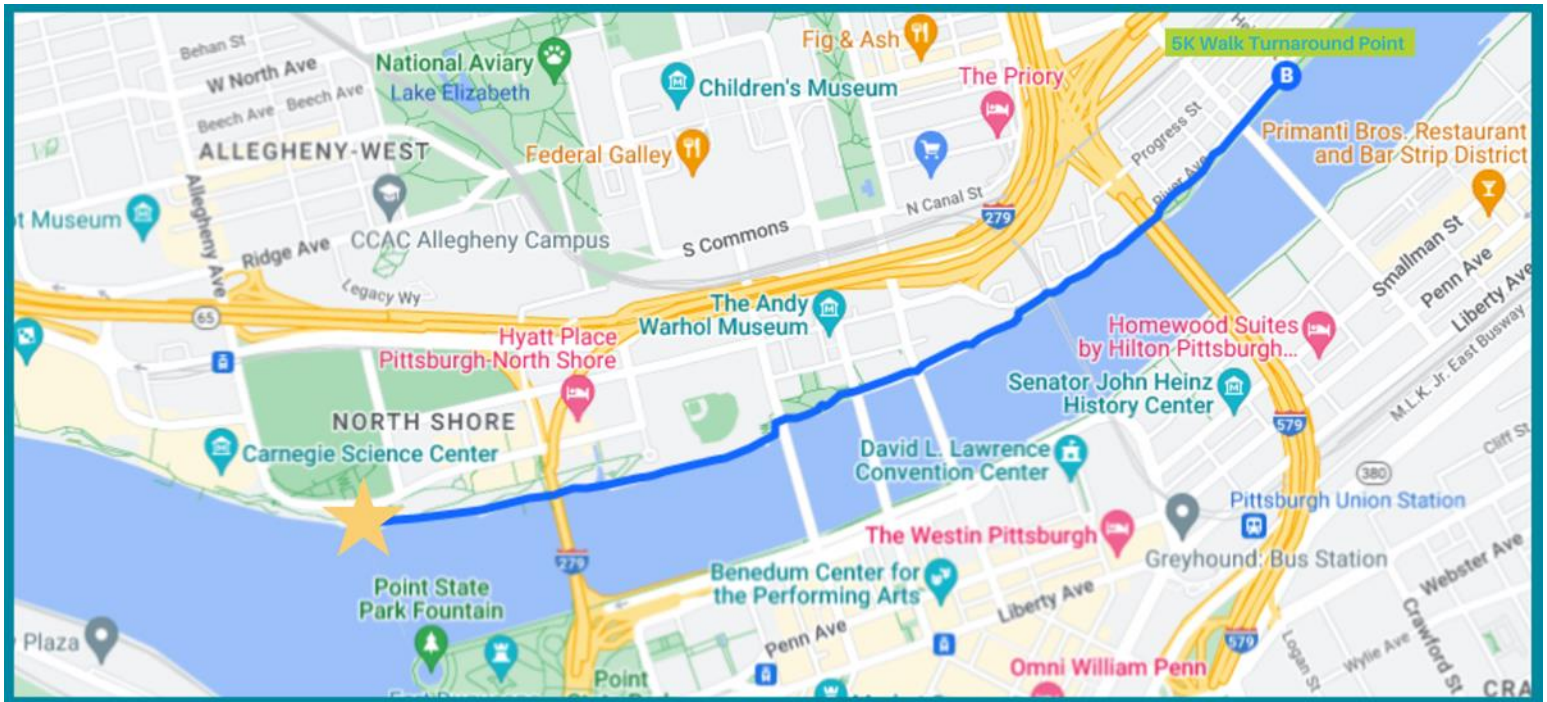 5K Walk Turnaround Point
B
Fig & Ash
National Aviary
Lake Elizabeth
Behan St
W North Ave
Beech Ave
Beech Ave
The Priory
Children's Museum
Progress St
Primanti Bros. Restaurant
and Bar Strip District
ALLEGHENY-WEST
Federal Galley
River Ave
Allegheny Ave
Museum
CCAC Allegheny Campus
N Canal St
279
S Commons
Ridge Ave
Smallman St
Penn Ave
Liberty Ave
Legacy Wy
65
The Andy
Warhol Museum
Hyatt Place
Pittsburgh-North Shore
Homewood Suites
by Hilton Pittsburgh...
M.L.K. Jr. East Busway
Senator John Heinz
History Center
NORTH SHORE
579
Cliff St
Carnegie Science Center
David L. Lawrence
Convention Center
380
Pittsburgh Union Station
The Westin Pittsburgh
Greyhound: Bus Station
279
Webster Ave
Point State
Park Fountain
Benedum Center for
the Performing Arts
Liberty Ave
Crawford St
Plaza
Penn Ave
579
Logan St
Wylie Ave
Omni William Penn
Point
CRA